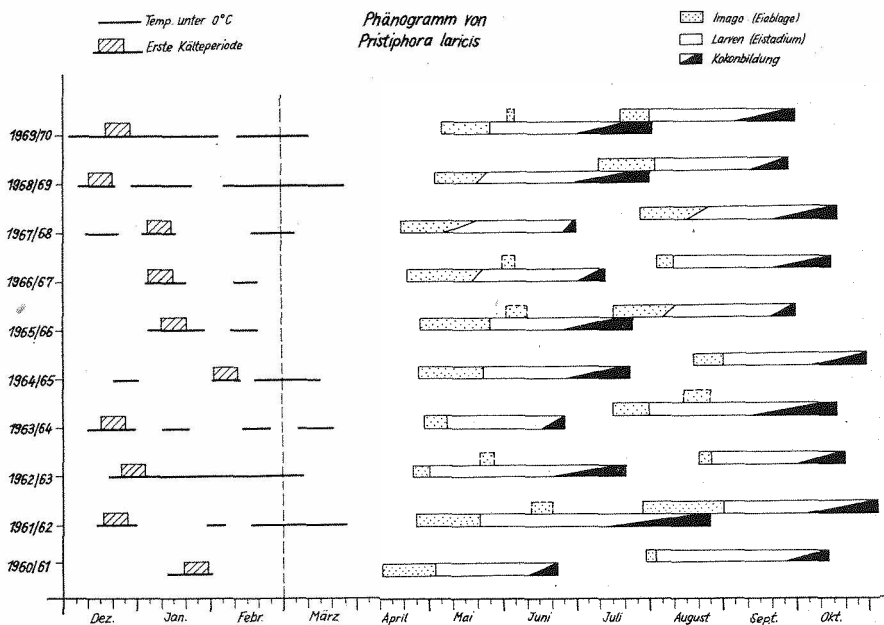 Temp. unter 0°C
Erste Kälteperiode
Phänogramm von
Pristiphora laricis
Imago (Eiablage)
Larven (Eistadium)
Kokonbildung
1969/70
1968/69
1967/68
1966/67
1965/66
1964/65
1963/64
1962/63
1961/62
1960/61
Dez. Jan. Febr. März April Mai Juni Juli August Sept. Okt.